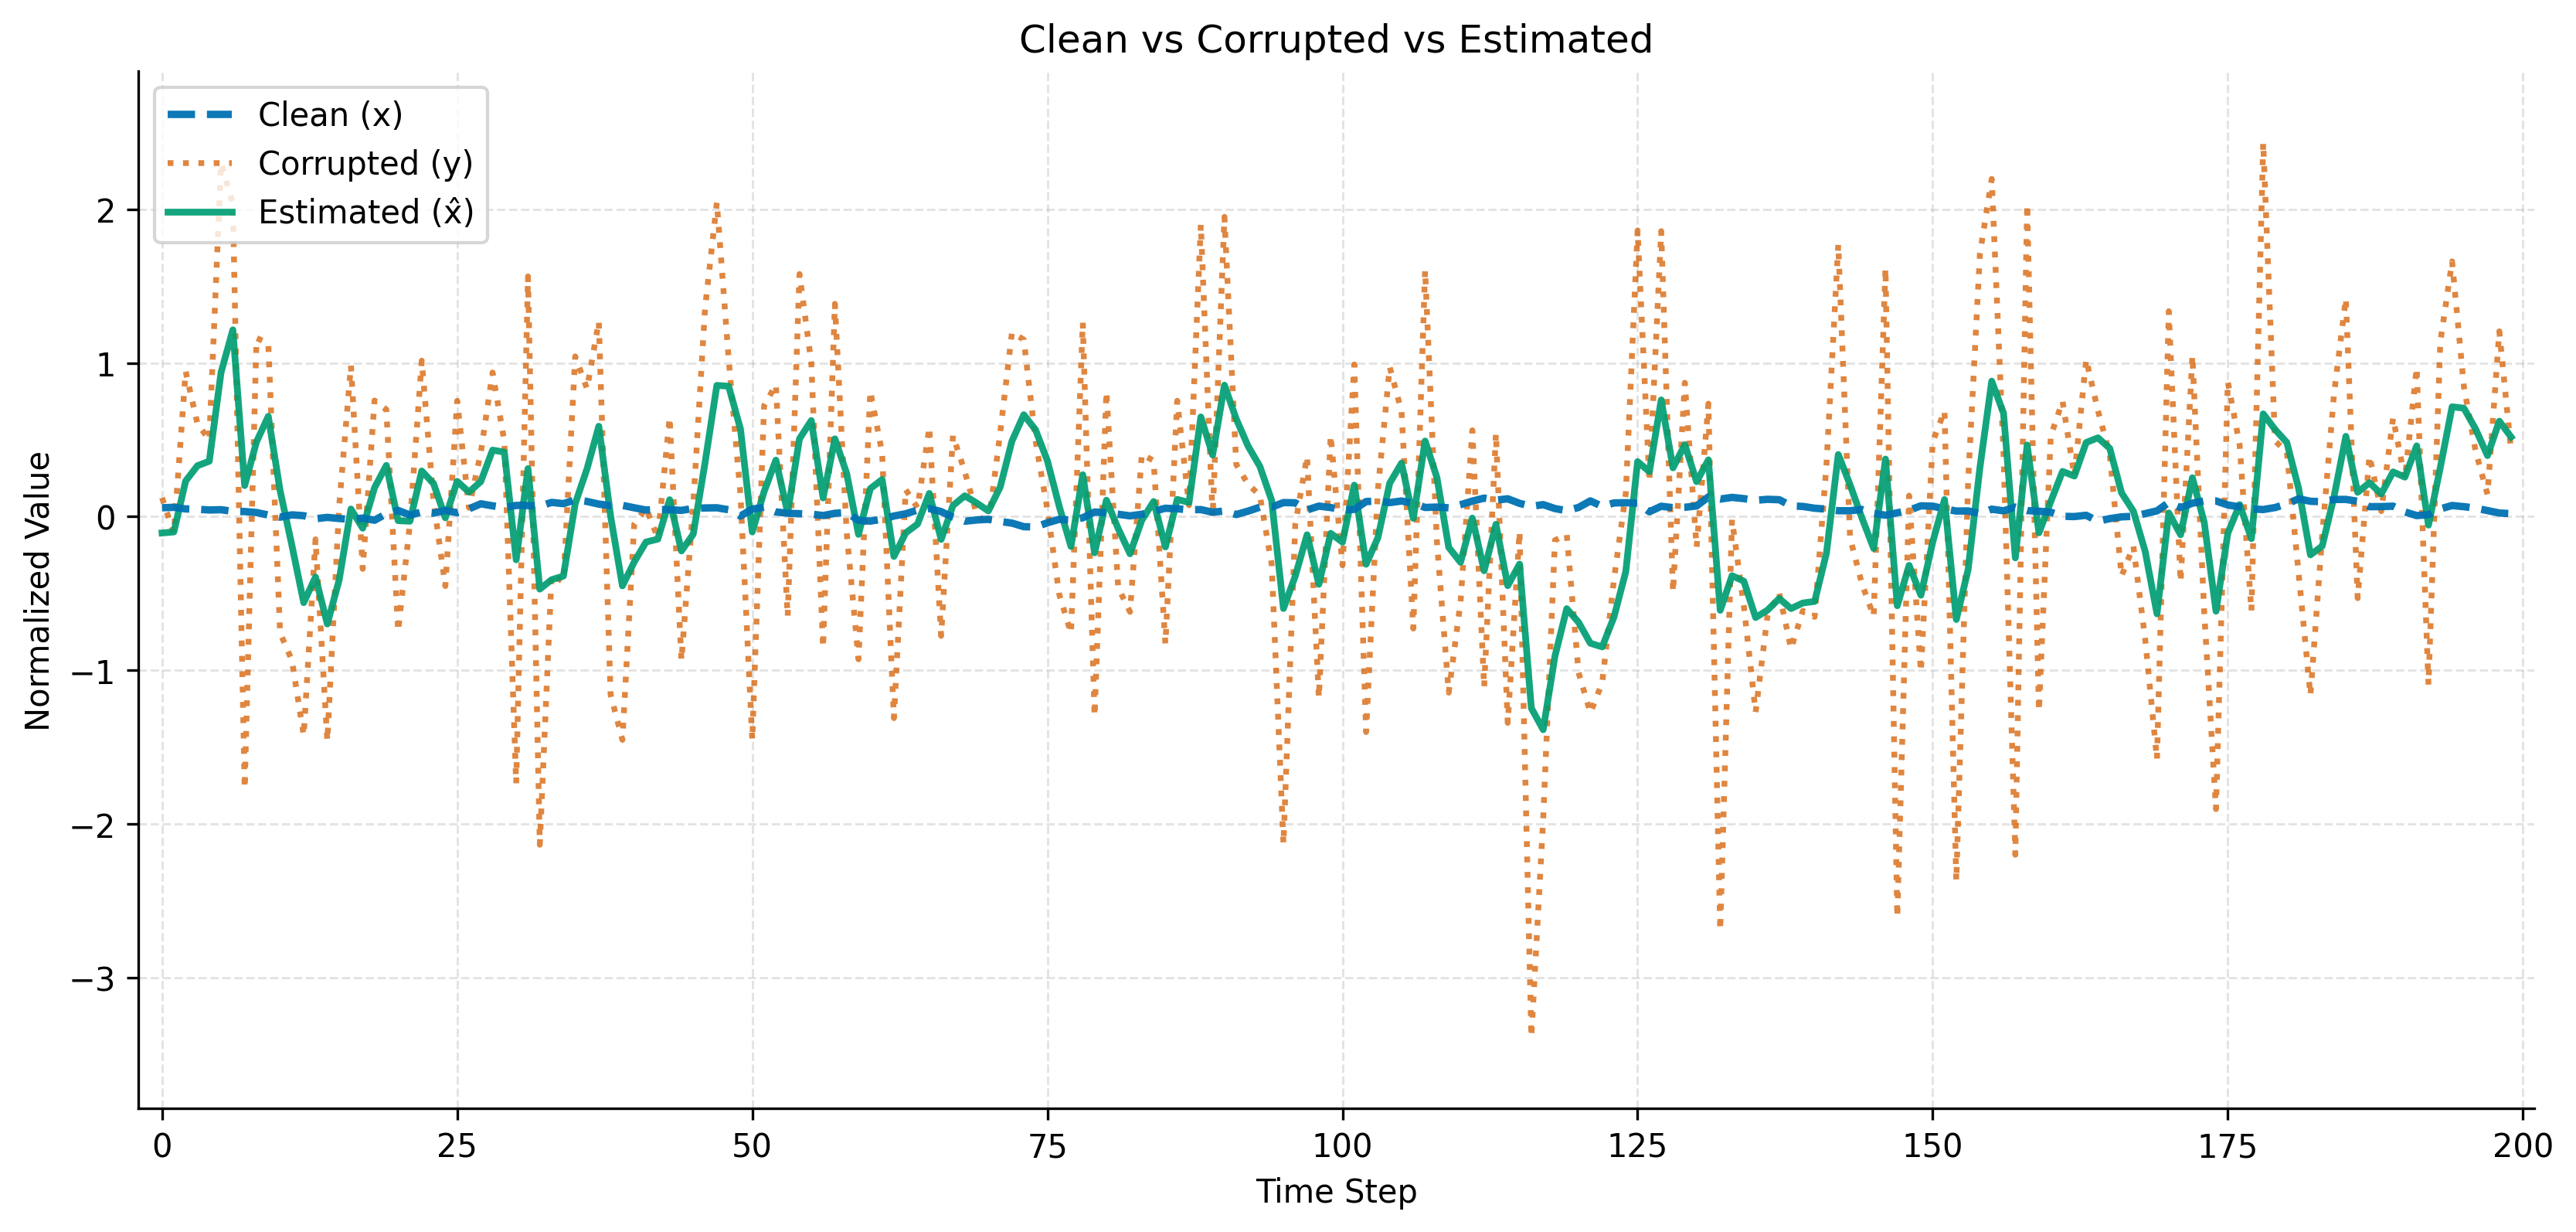 Clean vs Corrupted vs Estimated
Clean (x)
Corrupted (y)
Estimated (x̂)
Normalized Value
2
1
0
−1
−2
−3
0 25 50 75 100 125 150 175 200
Time Step